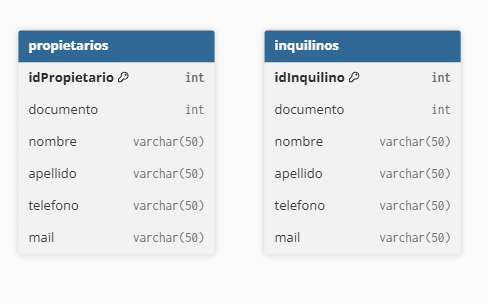 propietarios
idPropietario int
documento int
nombre varchar(50)
apellido varchar(50)
telefono varchar(50)
mail varchar(50)
inquilinos
idInquilino int
documento int
nombre varchar(50)
apellido varchar(50)
telefono varchar(50)
mail varchar(50)